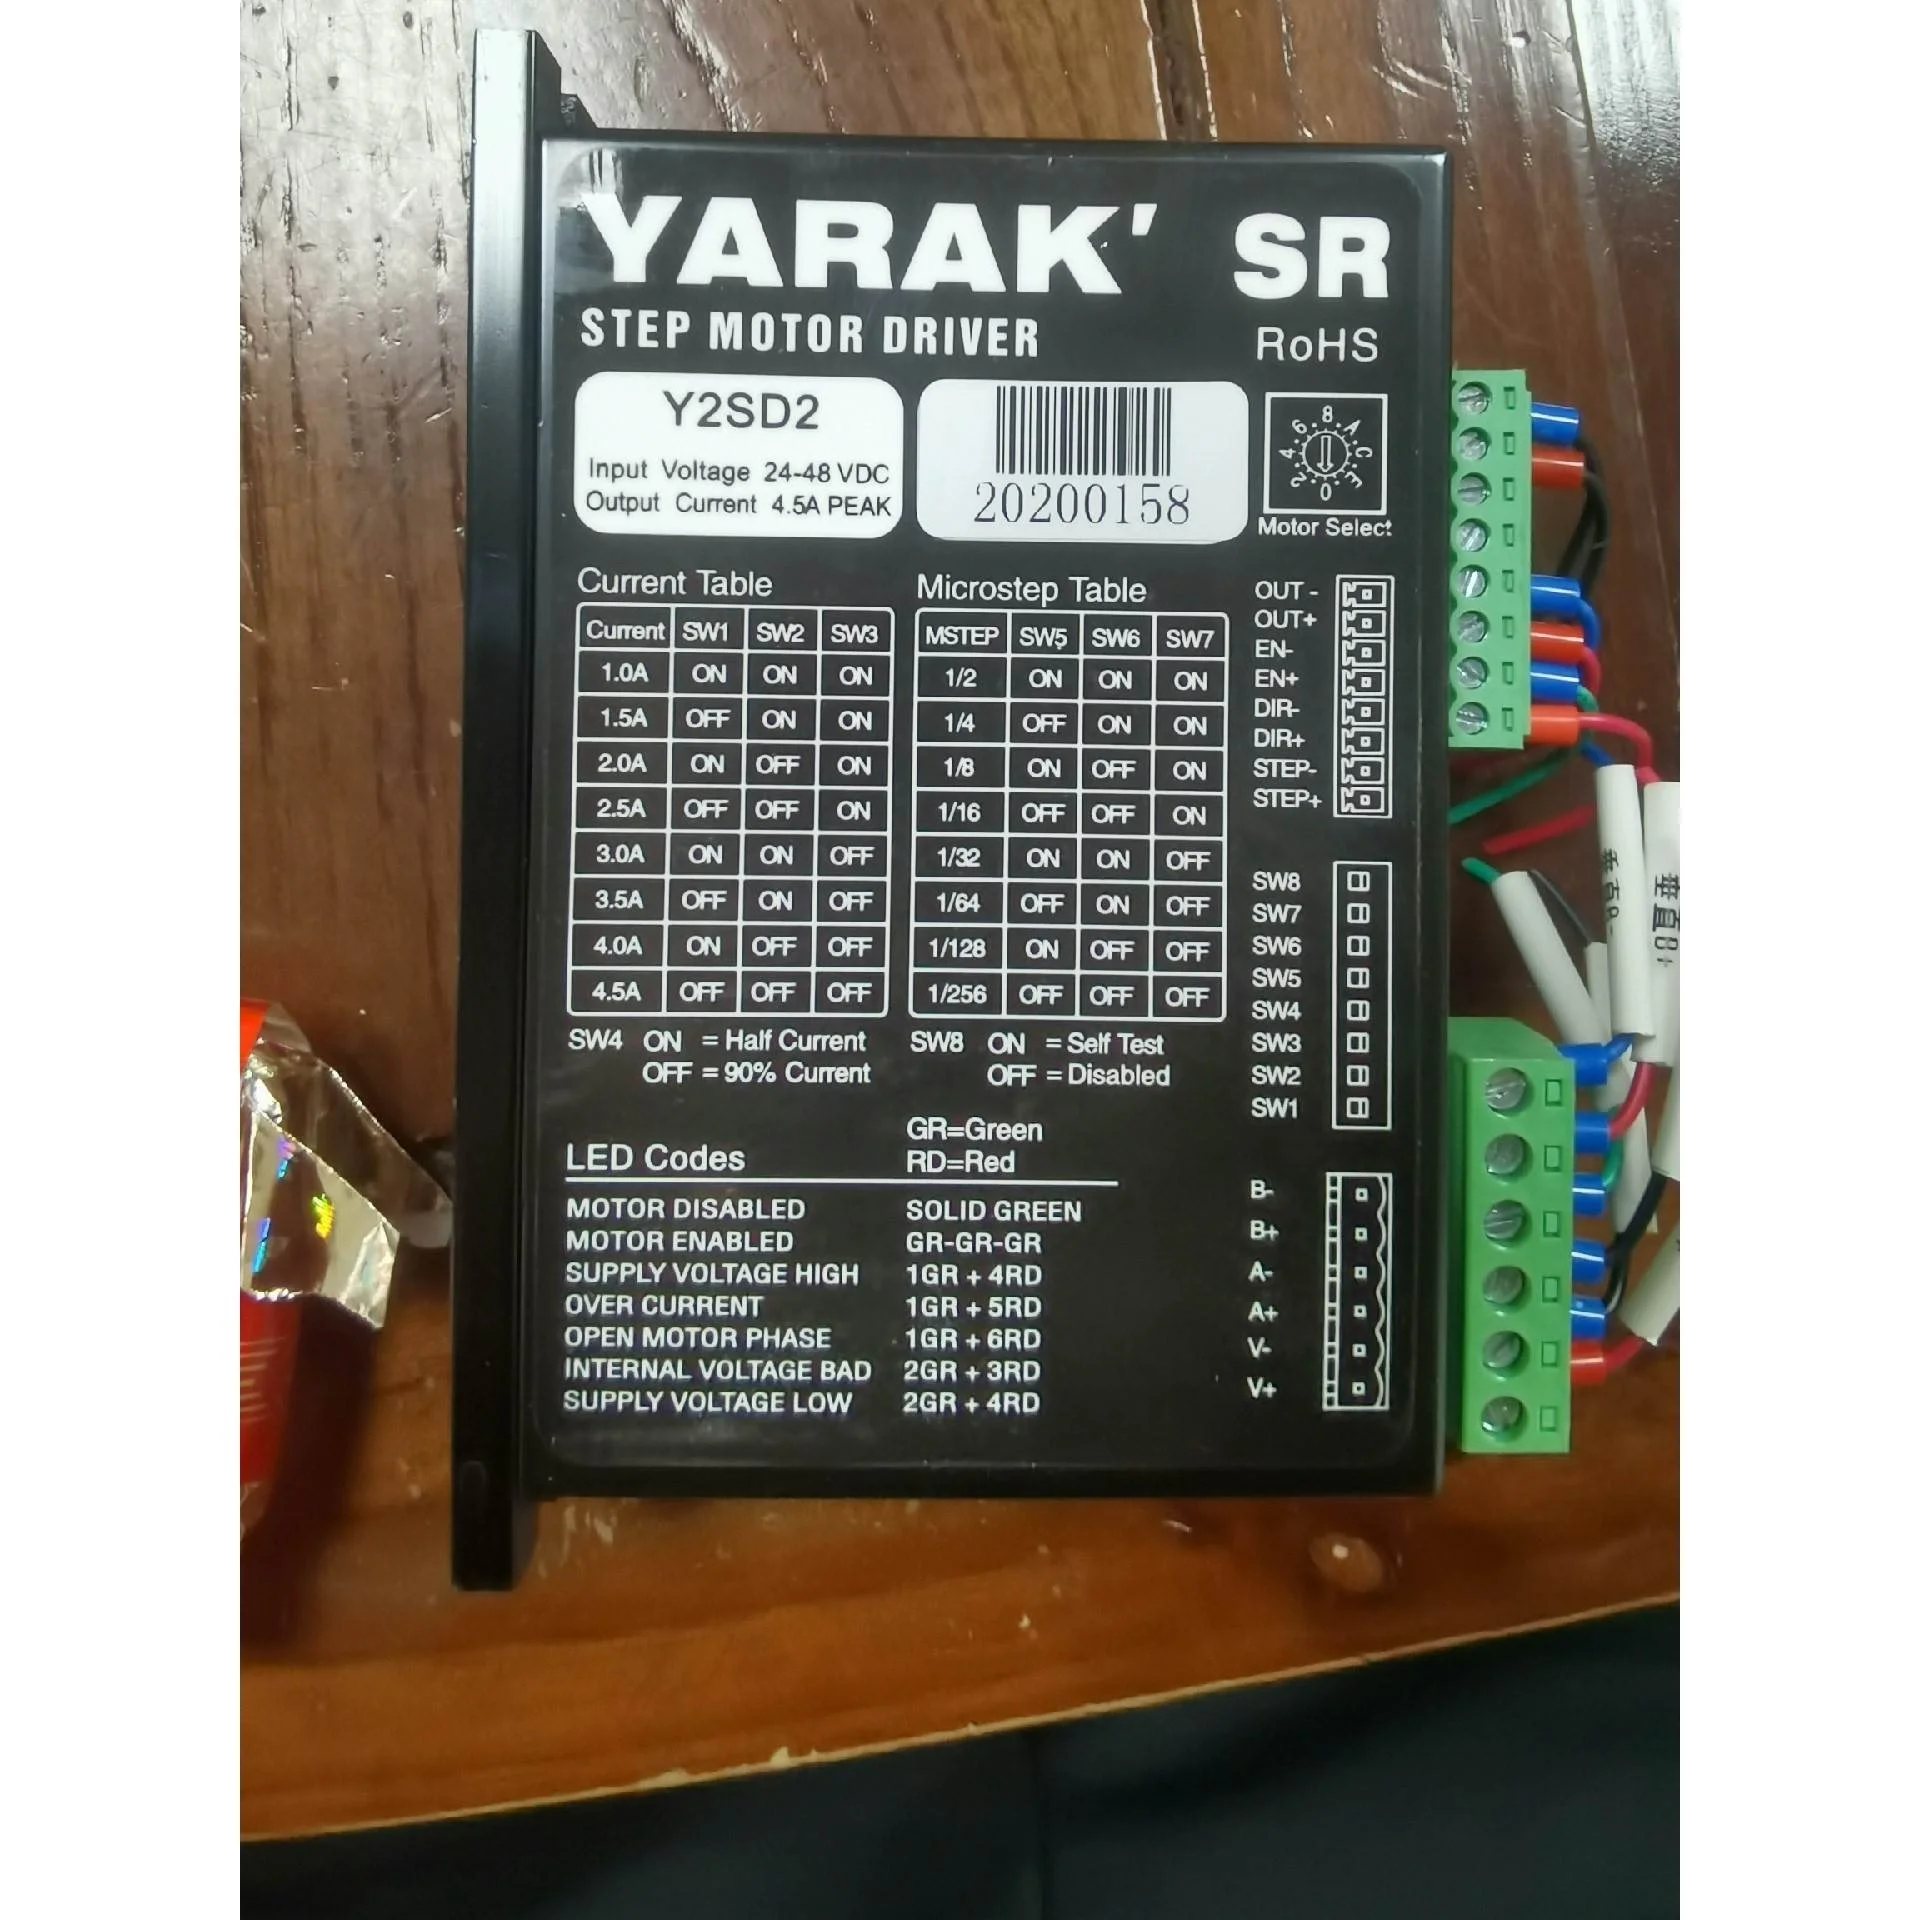 YARAK' SR
STEP MOTOR DRIVER
RoHS
Y2SD2
Input Voltage 24-48 VDC
Output Current 4.5A PEAK
20200158
0 2 4 6 8 A C E
Motor Select
Current Table
Current SW1 SW2 SW3
1.0A ON ON ON
1.5A OFF ON ON
2.0A ON OFF ON
2.5A OFF OFF ON
3.0A ON ON OFF
3.5A OFF ON OFF
4.0A ON OFF OFF
4.5A OFF OFF OFF
SW4 ON = Half Current
OFF = 90% Current
Microstep Table
MSTEP SW5 SW6 SW7
1/2 ON ON ON
1/4 OFF ON ON
1/8 ON OFF ON
1/16 OFF OFF ON
1/32 ON ON OFF
1/64 OFF ON OFF
1/128 ON OFF OFF
1/256 OFF OFF OFF
SW8 ON = Self Test
OFF = Disabled
OUT -
OUT+
EN-
EN+
DIR-
DIR+
STEP-
STEP+
SW8
SW7
SW6
SW5
SW4
SW3
SW2
SW1
B-
B+
A-
A+
V-
V+
GR=Green
LED Codes RD=Red
MOTOR DISABLED SOLID GREEN
MOTOR ENABLED GR-GR-GR
SUPPLY VOLTAGE HIGH 1GR + 4RD
OVER CURRENT 1GR + 5RD
OPEN MOTOR PHASE 1GR + 6RD
INTERNAL VOLTAGE BAD 2GR + 3RD
SUPPLY VOLTAGE LOW 2GR + 4RD